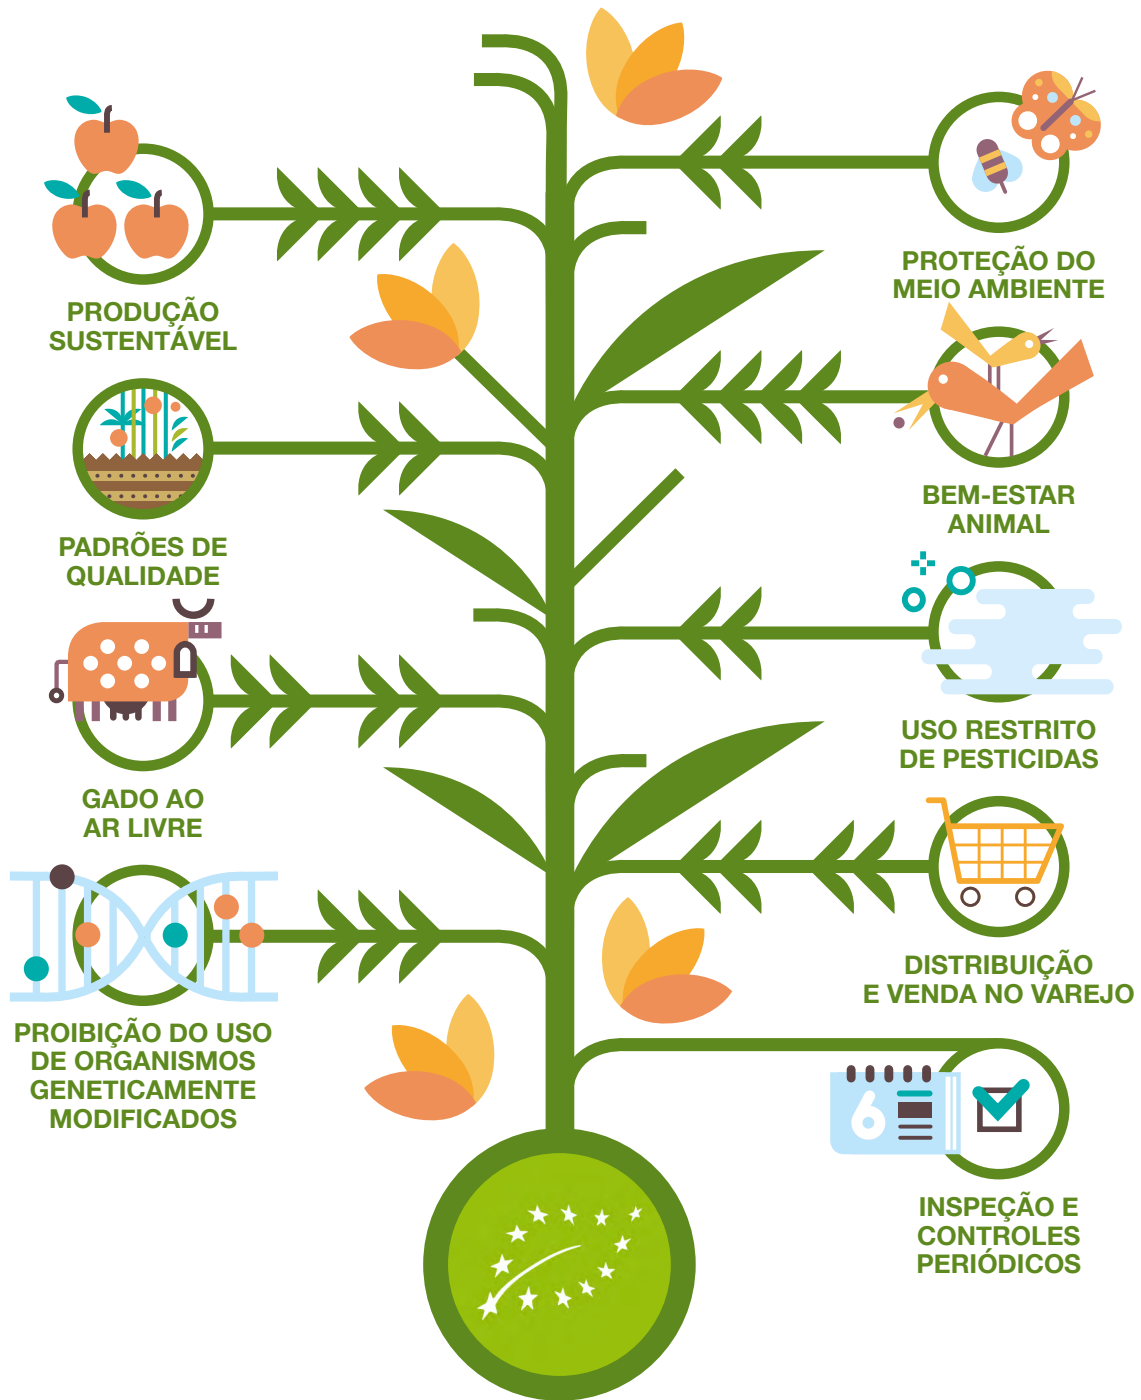 PRODUÇÃO
SUSTENTÁVEL
PADRÕES DE
QUALIDADE
GADO AO
AR LIVRE
PROIBIÇÃO DO USO
DE ORGANISMOS
GENETICAMENTE
MODIFICADOS
PROTEÇÃO DO
MEIO AMBIENTE
BEM-ESTAR
ANIMAL
USO RESTRITO
DE PESTICIDAS
DISTRIBUIÇÃO
E VENDA NO VAREJO
6
INSPEÇÃO E
CONTROLES
PERIÓDICOS